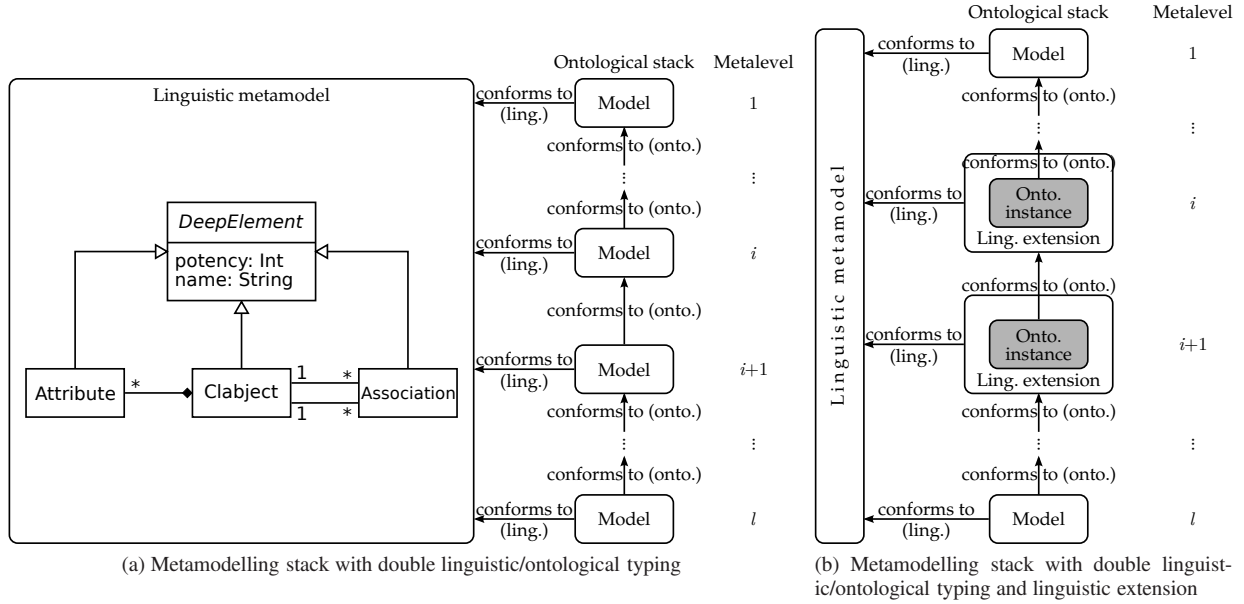 Ontological stack
Metalevel
Linguistic metamodel
conforms to
(ling.)
Model
1
conforms to (onto.)
⋮
⋮
DeepElement
potency: Int
name: String
conforms to
(ling.)
Model
i
conforms to (onto.)
Attribute
*
Clabject
1
*
1
*
Association
conforms to
(ling.)
Model
i+1
conforms to (onto.)
⋮
⋮
conforms to (onto.)
conforms to
(ling.)
Model
l
(a) Metamodelling stack with double linguistic/ontological typing
Ontological stack
Metalevel
Linguistic metamodel
conforms to
(ling.)
Model
1
conforms to (onto.)
⋮
⋮
conforms to (onto.)
conforms to
(ling.)
Onto.
instance
Ling. extension
i
conforms to (onto.)
conforms to
(ling.)
Onto.
instance
Ling. extension
i+1
conforms to (onto.)
⋮
⋮
conforms to (onto.)
conforms to
(ling.)
Model
l
(b) Metamodelling stack with double linguist-
ic/ontological typing and linguistic extension